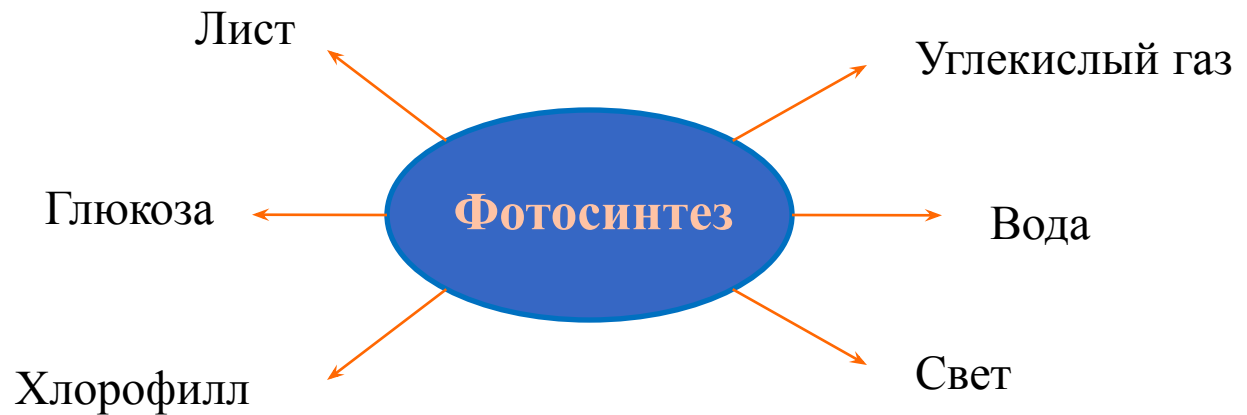 Лист
Углекислый газ
Глюкоза
Фотосинтез
Вода
Хлорофилл
Свет